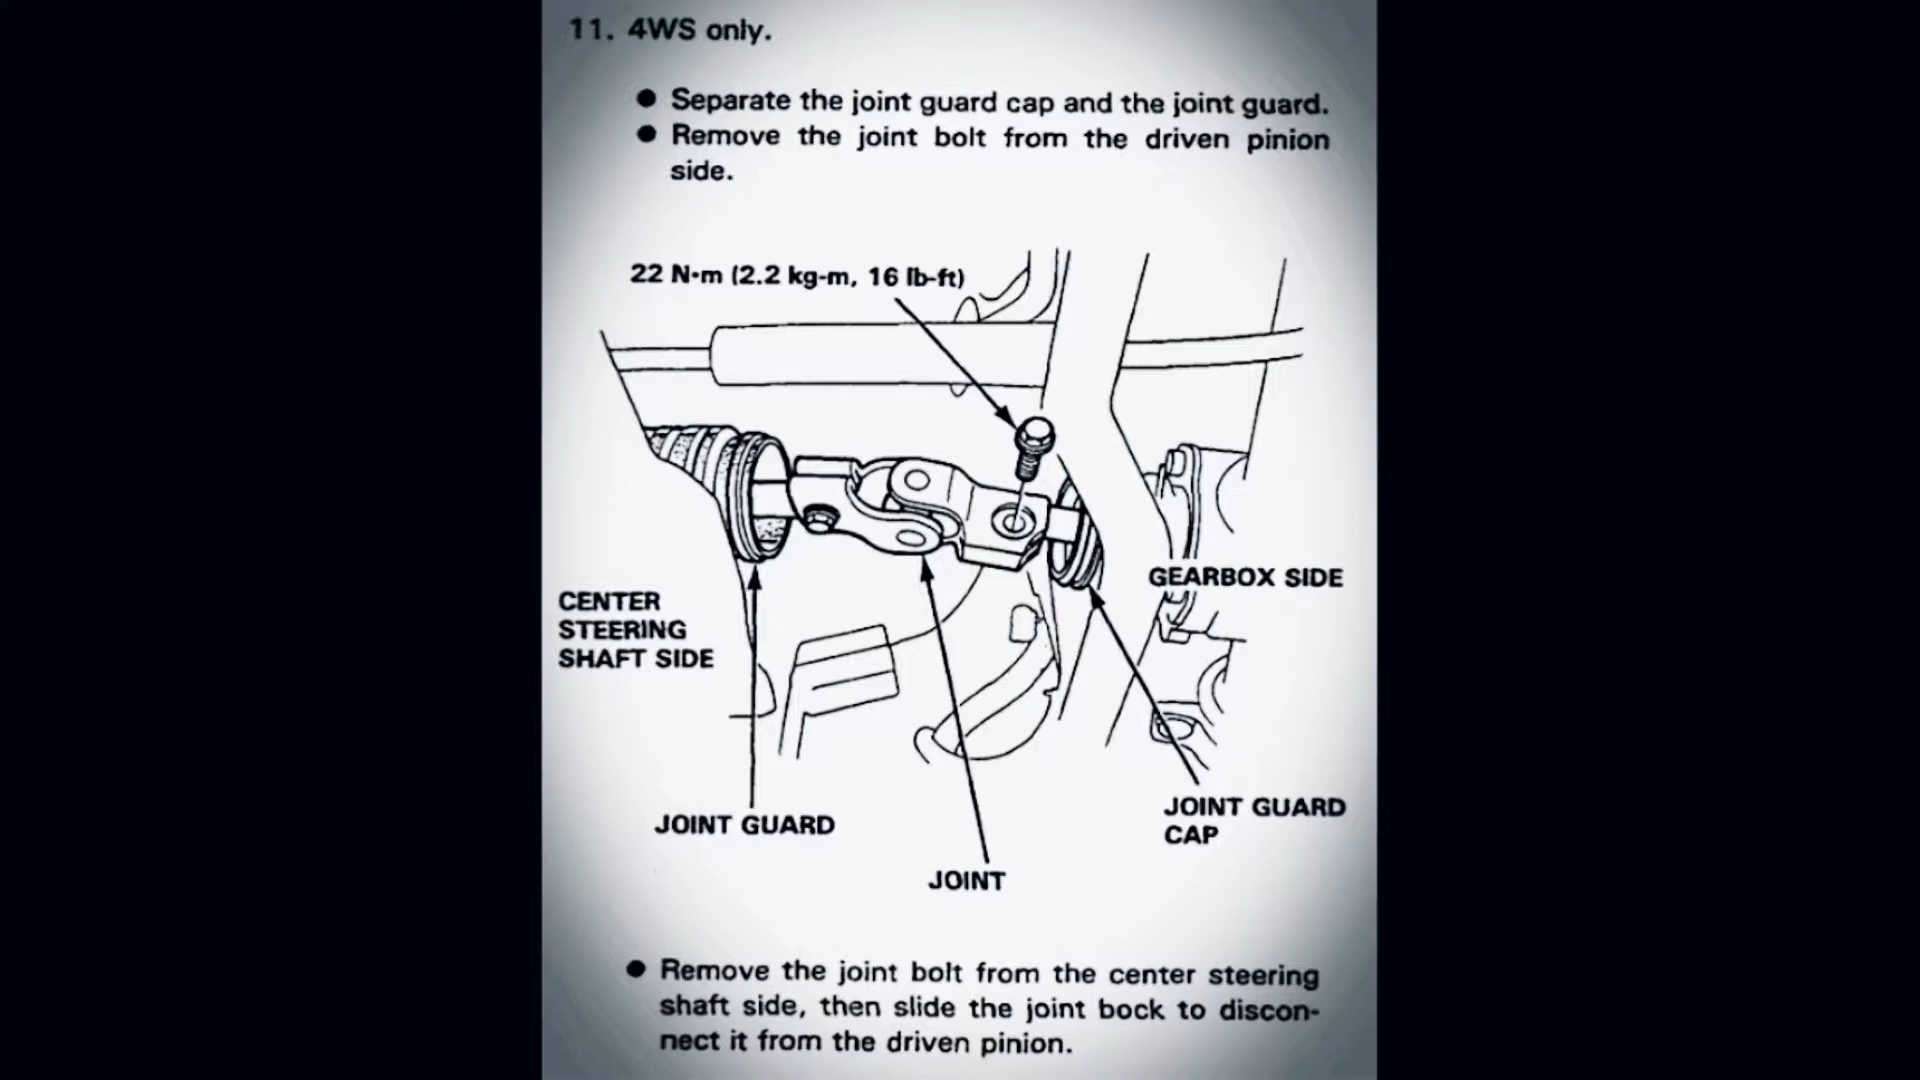 11. 4WS only.
● Separate the joint guard cap and the joint guard.
● Remove the joint bolt from the driven pinion
side.
22 N•m (2.2 kg-m, 16 lb-ft)
GEARBOX SIDE
CENTER
STEERING
SHAFT SIDE
JOINT GUARD
JOINT GUARD
CAP
JOINT
● Remove the joint bolt from the center steering
shaft side, then slide the joint bock to discon-
nect it from the driven pinion.